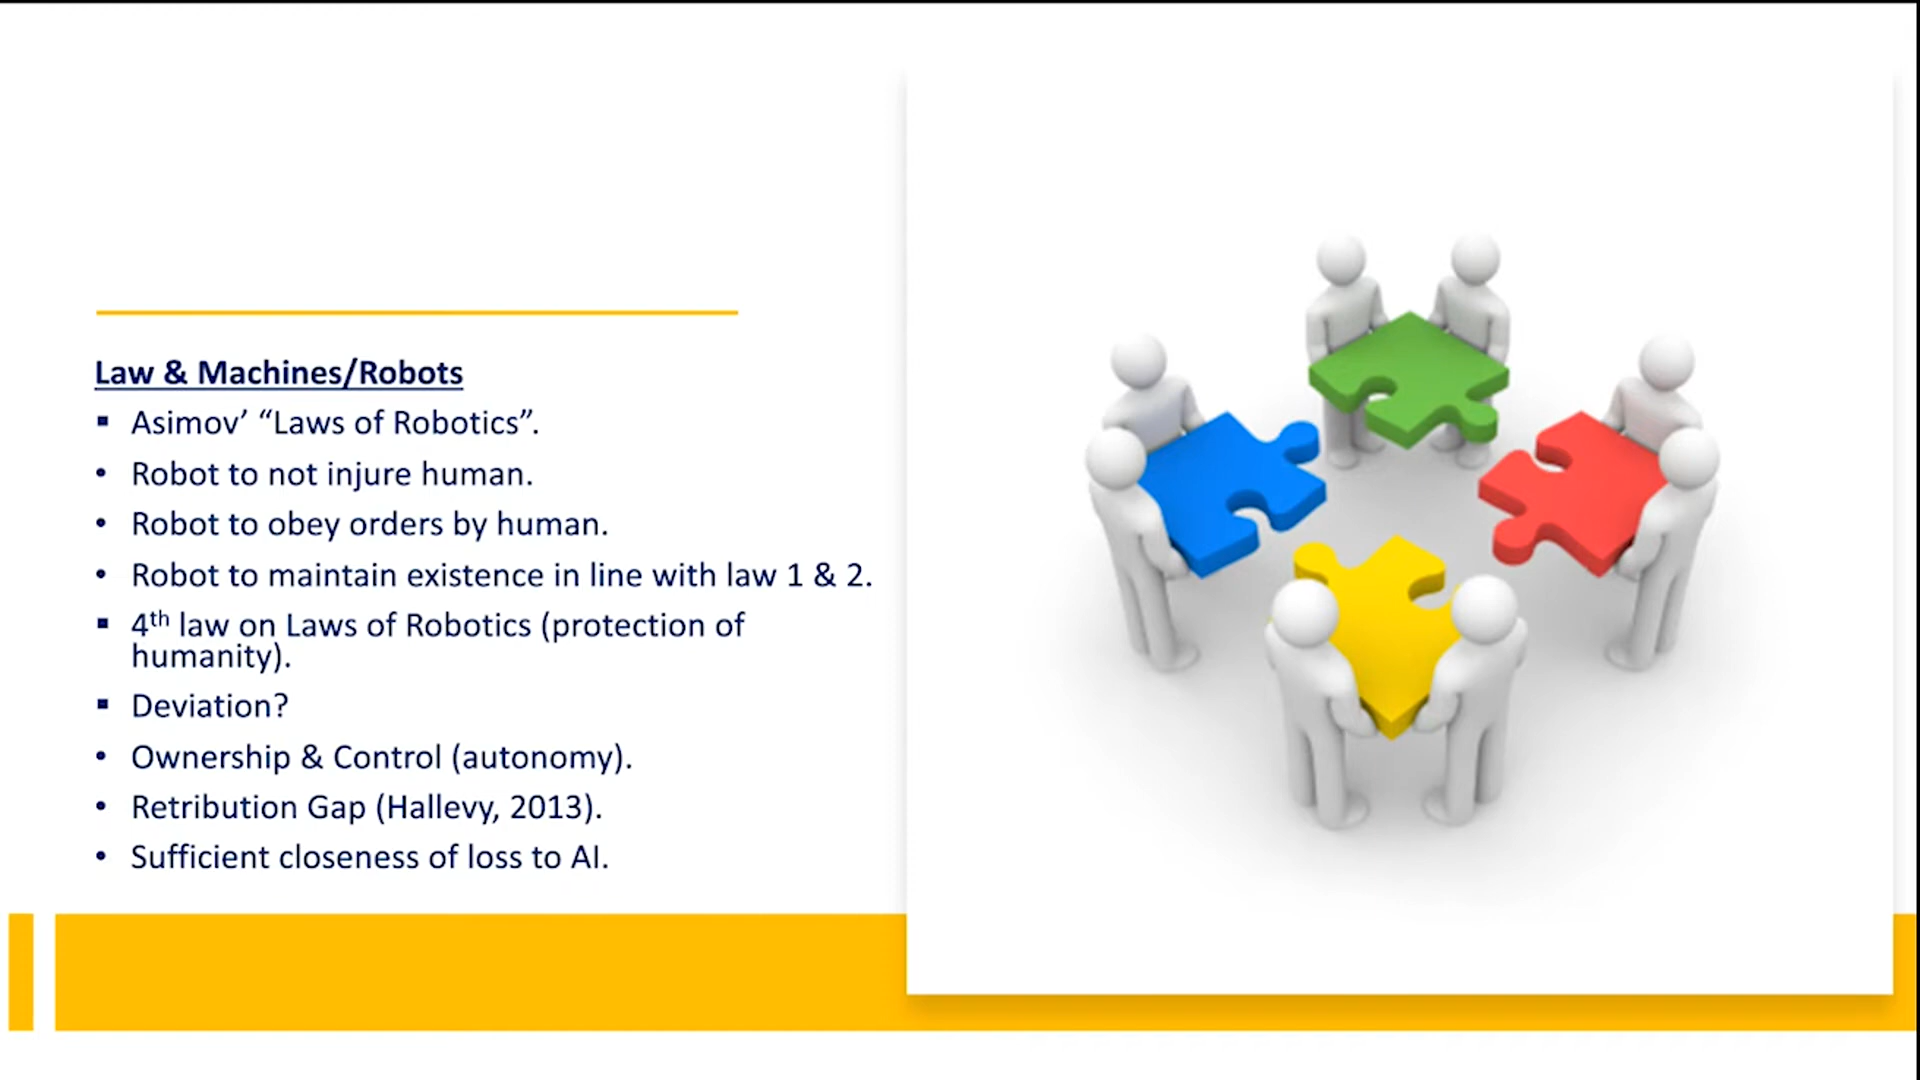 Law & Machines/Robots
▪ Asimov’ “Laws of Robotics”.
• Robot to not injure human.
• Robot to obey orders by human.
• Robot to maintain existence in line with law 1 & 2.
▪ 4th law on Laws of Robotics (protection of
humanity).
▪ Deviation?
• Ownership & Control (autonomy).
• Retribution Gap (Hallevy, 2013).
• Sufficient closeness of loss to AI.